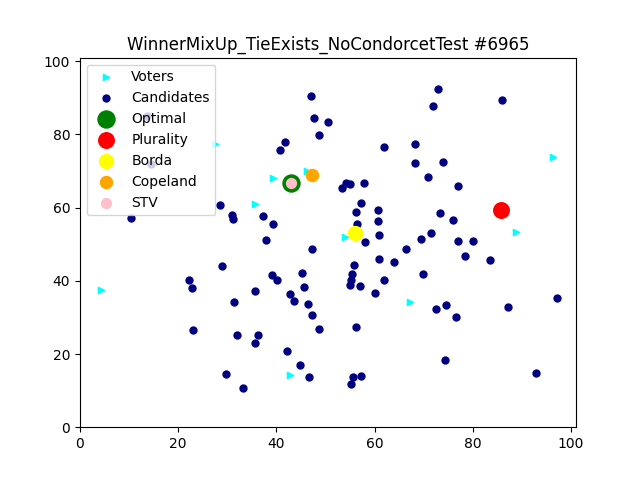 WinnerMixUp_TieExists_NoCondorcetTest #6965
100
80
60
40
20
0
Voters
Candidates
Optimal
Plurality
Borda
Copeland
STV
0 20 40 60 80 100